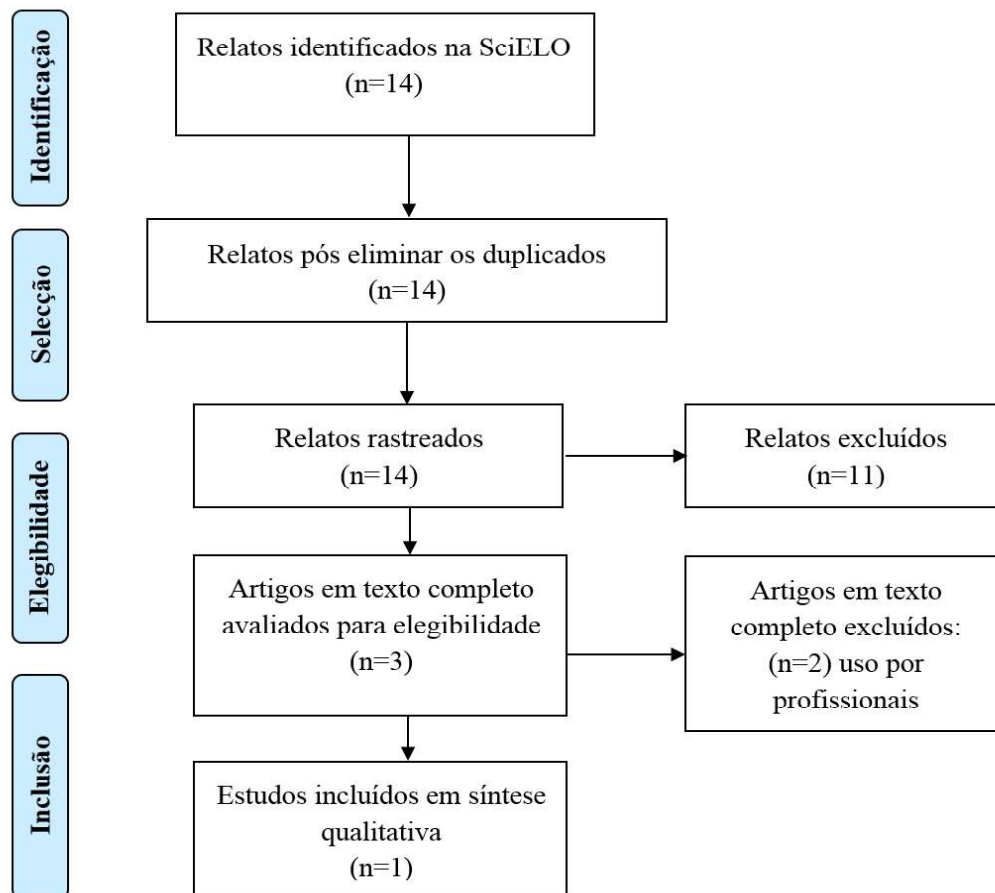 Identificação
Relatos identificados na SciELO
(n=14)
Selecção
Relatos pós eliminar os duplicados
(n=14)
Elegibilidade
Relatos rastreados
(n=14)
Relatos excluídos
(n=11)
Artigos em texto completo
avaliados para elegibilidade
(n=3)
Artigos em texto
completo excluídos:
(n=2) uso por
profissionais
Inclusão
Estudos incluídos em síntese
qualitativa
(n=1)